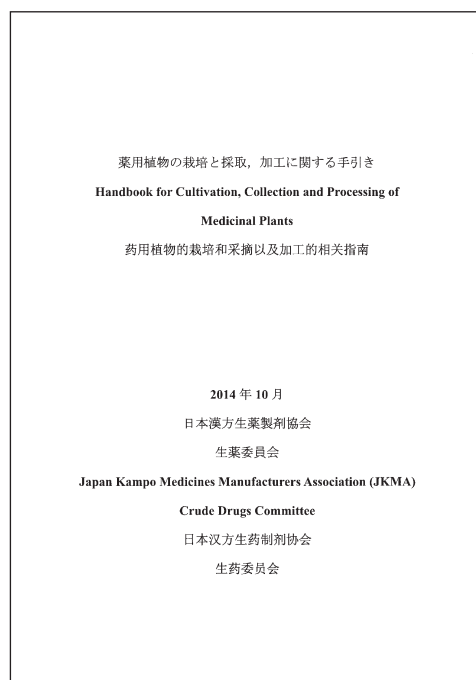 薬用植物の栽培と採取，加工に関する手引き
Handbook for Cultivation, Collection and Processing of
Medicinal Plants
药用植物的栽培和采摘以及加工的相关指南
2014 年 10 月
日本漢方生薬製剤協会
生薬委員会
Japan Kampo Medicines Manufacturers Association (JKMA)
Crude Drugs Committee
日本汉方生药制剂协会
生药委员会